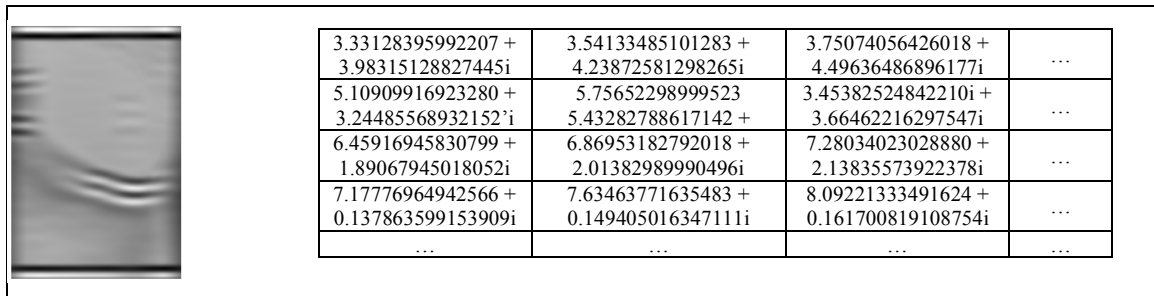 3.33128395992207 + 3.54133485101283 + 3.75074056426018 +
3.98315128827445i 4.23872581298265i 4.49636486896177i …
5.10909916923280 + 5.75652298999523 3.45382524842210i +
3.24485568932152’i 5.43282788617142 + 3.66462216297547i …
6.45916945830799 + 6.86953182792018 + 7.28034023028880 +
1.89067945018052i 2.01382989990496i 2.13835573922378i …
7.17776964942566 + 7.63463771635483 + 8.09221333491624 +
0.137863599153909i 0.149405016347111i 0.161700819108754i …
… … … …